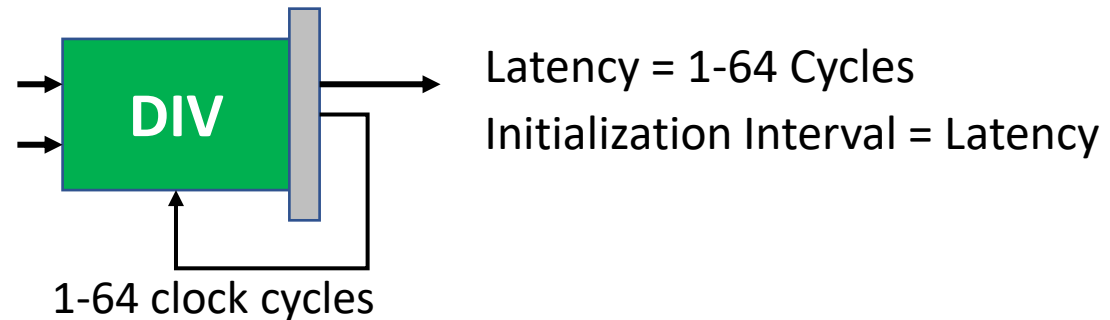 DIV
Latency = 1-64 Cycles
Initialization Interval = Latency
1-64 clock cycles